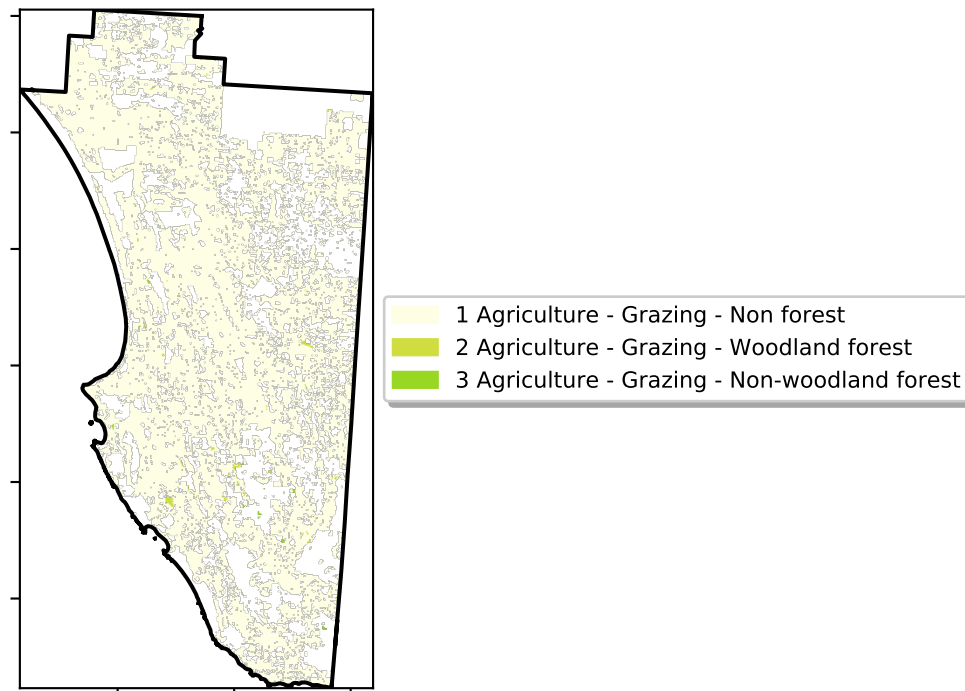 1 Agriculture - Grazing - Non forest
2 Agriculture - Grazing - Woodland forest
3 Agriculture - Grazing - Non-woodland forest